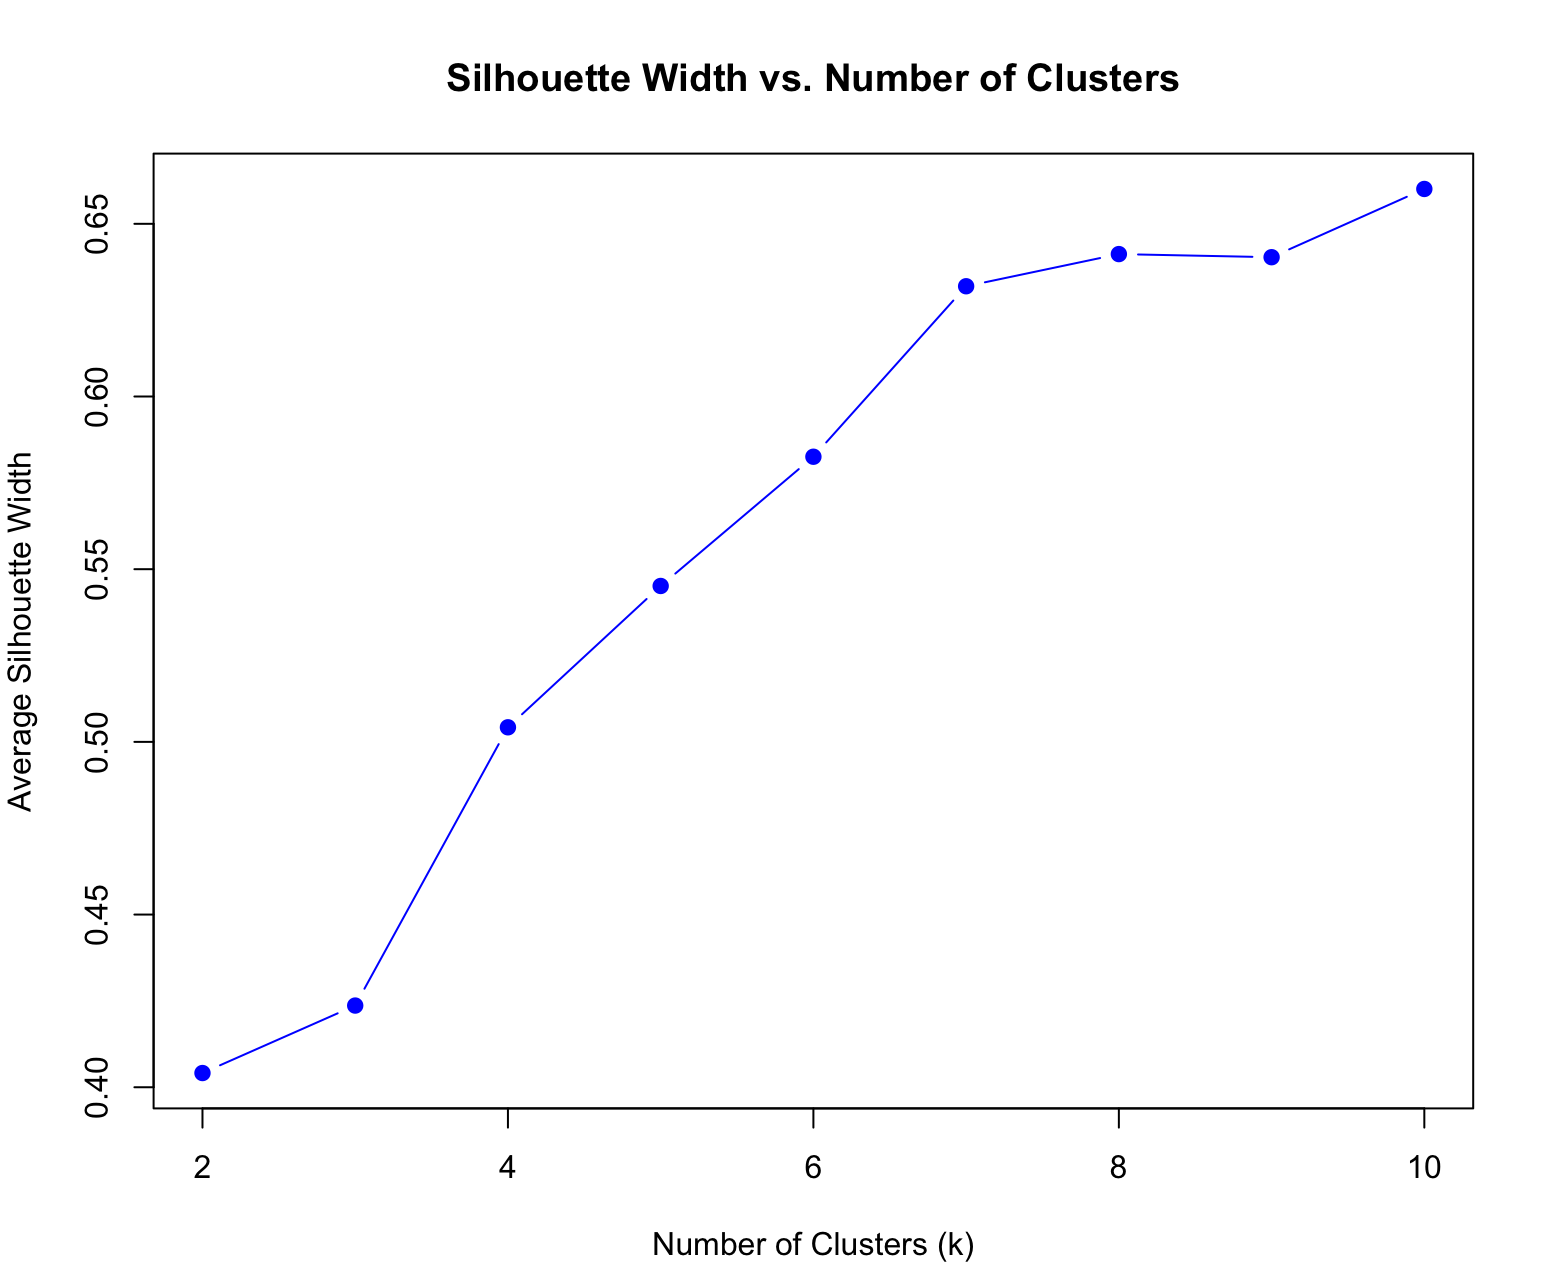 Silhouette Width vs. Number of Clusters
Average Silhouette Width
0.65
0.60
0.55
0.50
0.45
0.40
2 4 6 8 10
Number of Clusters (k)